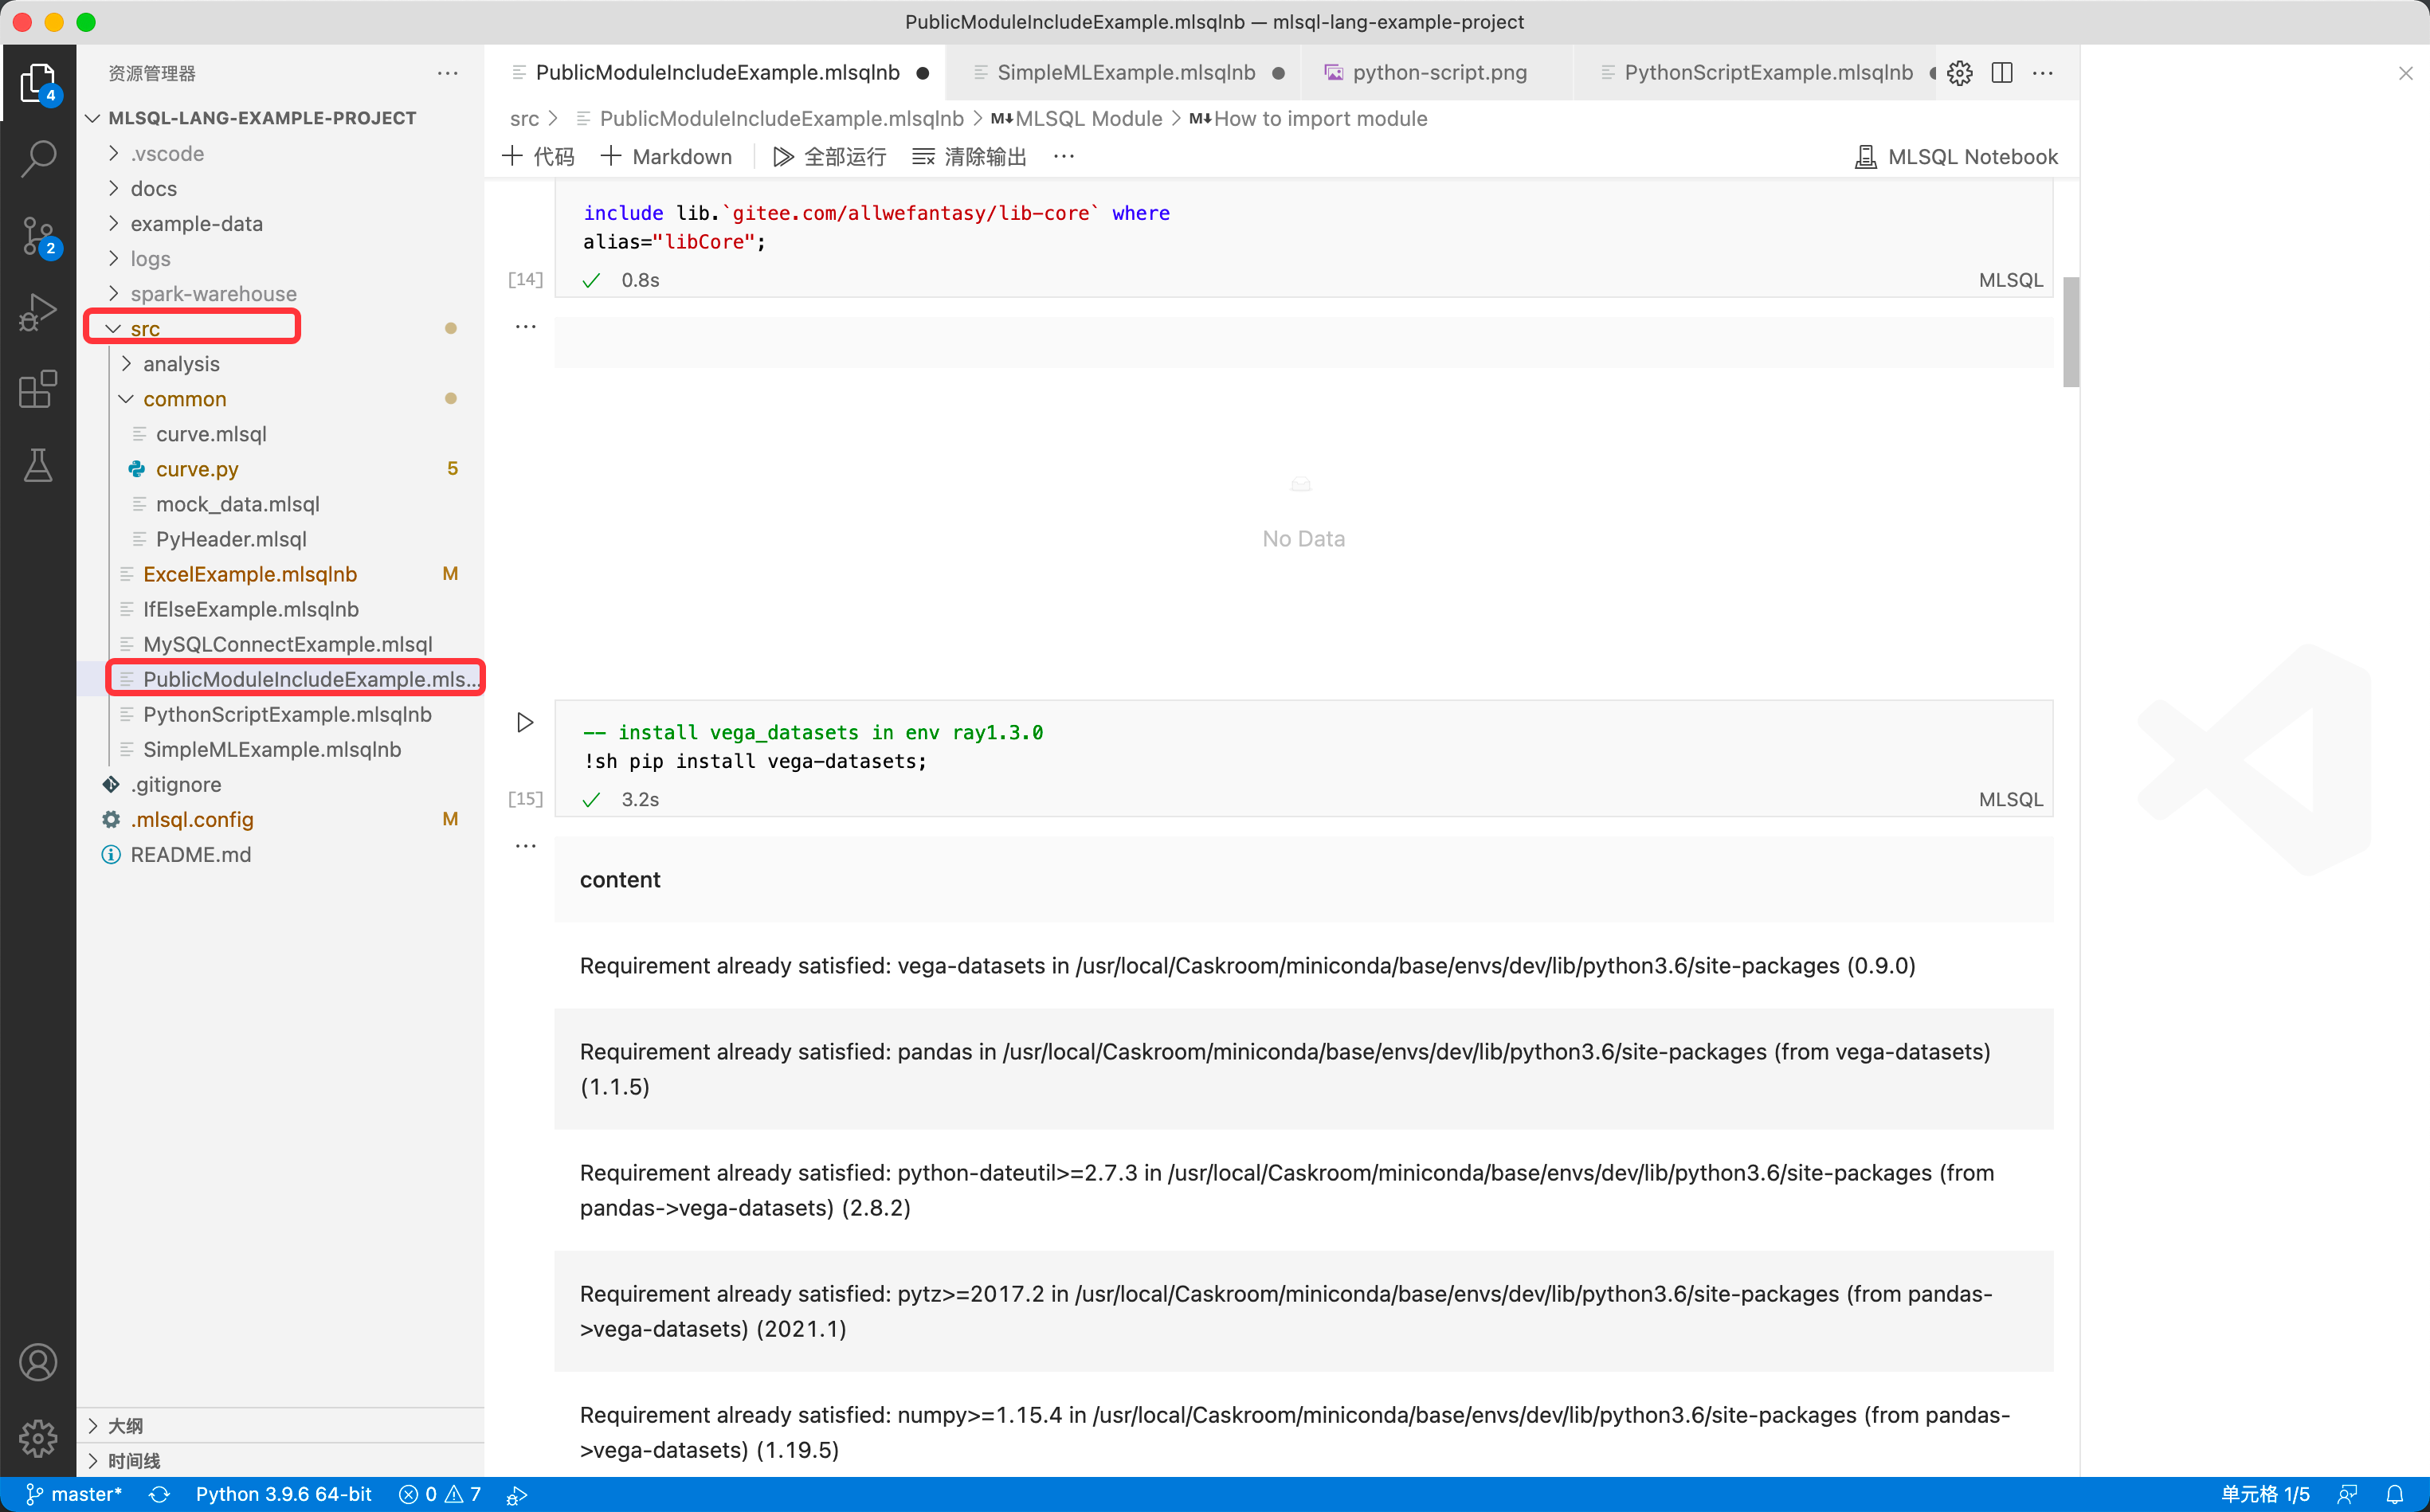 PublicModuleIncludeExample.mlsqlnb — mlsql-lang-example-project
4
2
资源管理器
MLSQL-LANG-EXAMPLE-PROJECT
.vscode
docs
example-data
logs
spark-warehouse
src
analysis
common
curve.mlsql
curve.py 5
mock_data.mlsql
PyHeader.mlsql
ExcelExample.mlsqlnb M
IfElseExample.mlsqlnb
MySQLConnectExample.mlsql
PublicModuleIncludeExample.mls...
PythonScriptExample.mlsqlnb
SimpleMLExample.mlsqlnb
.gitignore
.mlsql.config M
README.md
大纲
时间线
PublicModuleIncludeExample.mlsqlnb SimpleMLExample.mlsqlnb python-script.png PythonScriptExample.mlsqlnb
src > PublicModuleIncludeExample.mlsqlnb > M↓MLSQL Module > M↓How to import module
代码 Markdown 全部运行 清除输出 MLSQL Notebook
include lib.`gitee.com/allwefantasy/lib-core` where
alias="libCore";
[14] 0.8s MLSQL
No Data
-- install vega_datasets in env ray1.3.0
!sh pip install vega-datasets;
[15] 3.2s MLSQL
content
Requirement already satisfied: vega-datasets in /usr/local/Caskroom/miniconda/base/envs/dev/lib/python3.6/site-packages (0.9.0)
Requirement already satisfied: pandas in /usr/local/Caskroom/miniconda/base/envs/dev/lib/python3.6/site-packages (from vega-datasets)
(1.1.5)
Requirement already satisfied: python-dateutil>=2.7.3 in /usr/local/Caskroom/miniconda/base/envs/dev/lib/python3.6/site-packages (from
pandas->vega-datasets) (2.8.2)
Requirement already satisfied: pytz>=2017.2 in /usr/local/Caskroom/miniconda/base/envs/dev/lib/python3.6/site-packages (from pandas-
>vega-datasets) (2021.1)
Requirement already satisfied: numpy>=1.15.4 in /usr/local/Caskroom/miniconda/base/envs/dev/lib/python3.6/site-packages (from pandas-
>vega-datasets) (1.19.5)
master* Python 3.9.6 64-bit 0 7 单元格 1/5